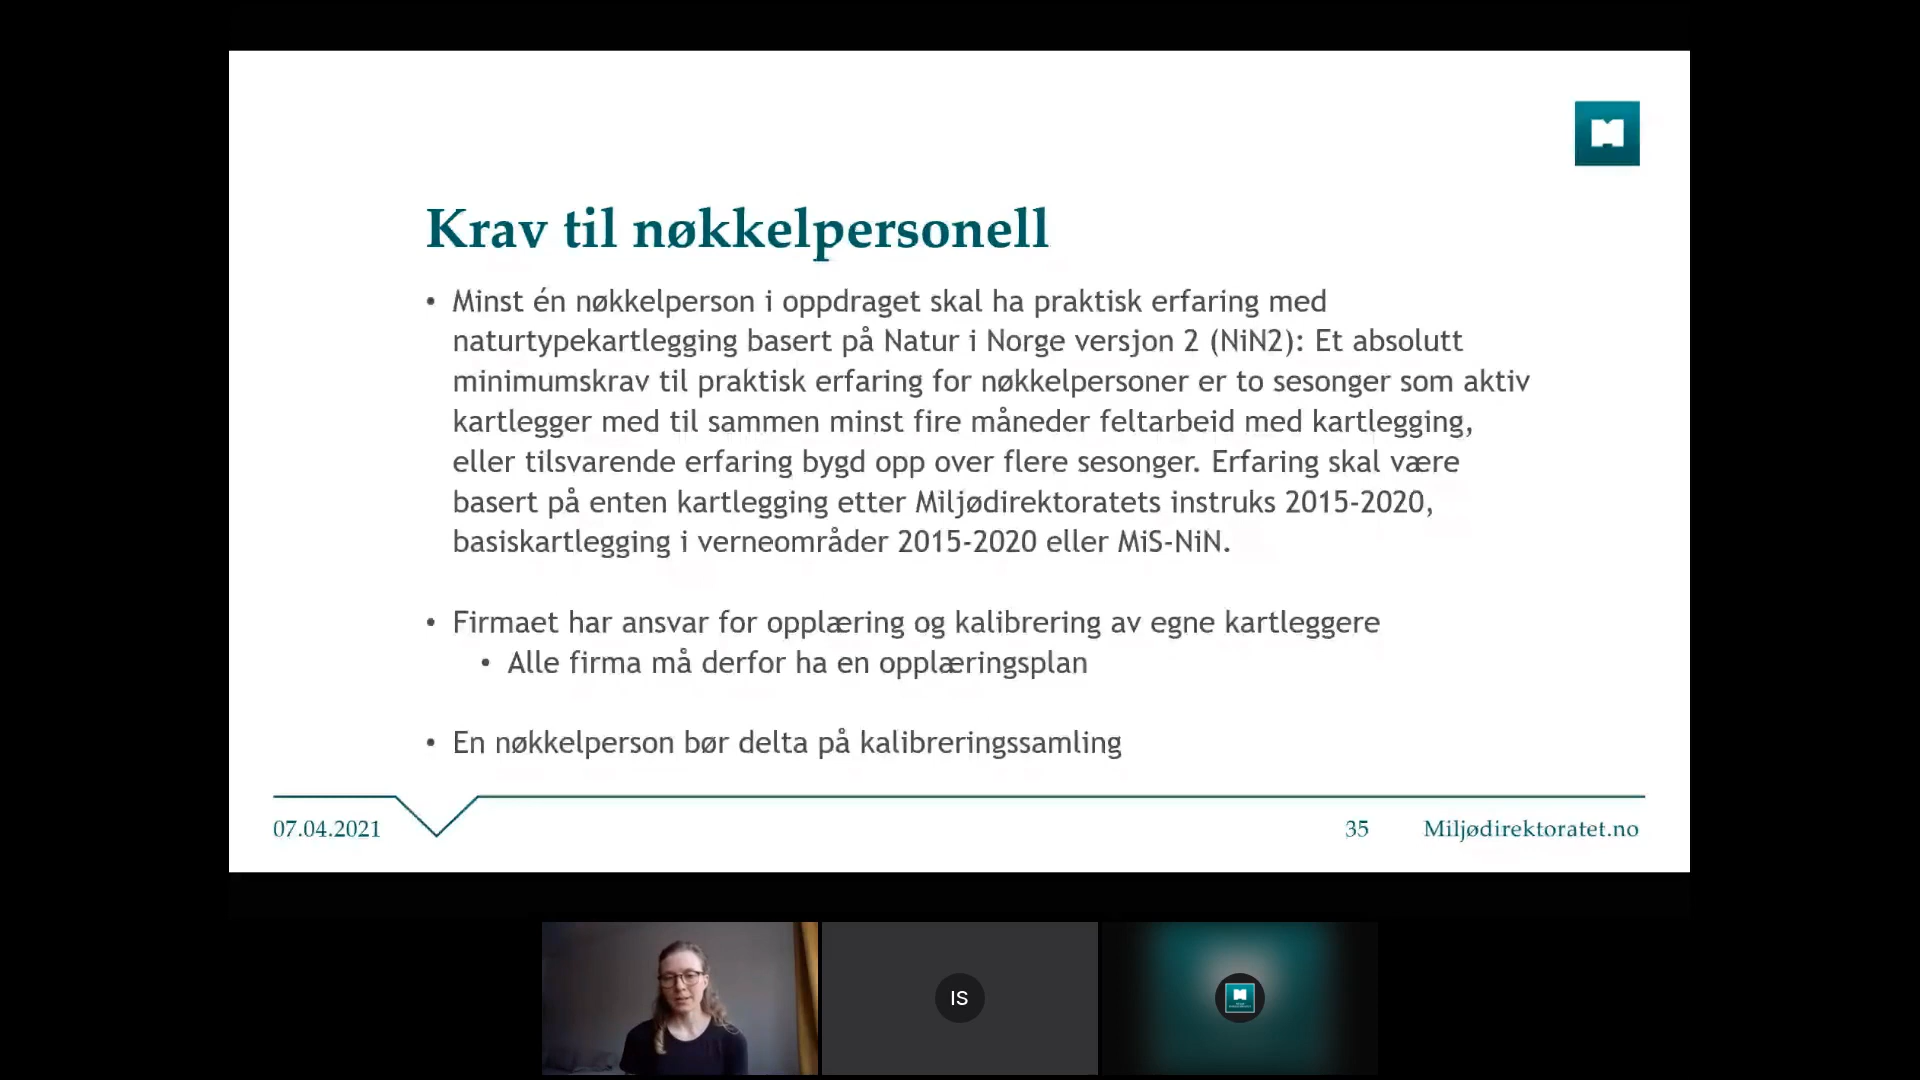 Krav til nøkkelpersonell
• Minst én nøkkelperson i oppdraget skal ha praktisk erfaring med
naturtypekartlegging basert på Natur i Norge versjon 2 (NiN2): Et absolutt
minimumskrav til praktisk erfaring for nøkkelpersoner er to sesonger som aktiv
kartlegger med til sammen minst fire måneder feltarbeid med kartlegging,
eller tilsvarende erfaring bygd opp over flere sesonger. Erfaring skal være
basert på enten kartlegging etter Miljødirektoratets instruks 2015-2020,
basiskartlegging i verneområder 2015-2020 eller MiS-NiN.
• Firmaet har ansvar for opplæring og kalibrering av egne kartleggere
• Alle firma må derfor ha en opplæringsplan
• En nøkkelperson bør delta på kalibreringssamling
07.04.2021
35
Miljødirektoratet.no
IS